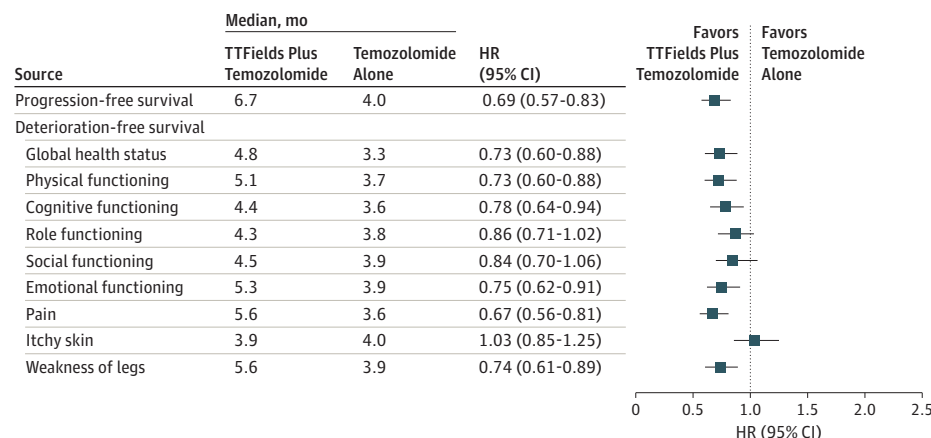 Median, mo
Favors
TTFields Plus
Temozolomide
Favors
Temozolomide
Alone
Source
TTFields Plus
Temozolomide
Temozolomide
Alone
HR
(95% CI)
Progression-free survival 6.7 4.0 0.69 (0.57-0.83)
Deterioration-free survival
Global health status 4.8 3.3 0.73 (0.60-0.88)
Physical functioning 5.1 3.7 0.73 (0.60-0.88)
Cognitive functioning 4.4 3.6 0.78 (0.64-0.94)
Role functioning 4.3 3.8 0.86 (0.71-1.02)
Social functioning 4.5 3.9 0.84 (0.70-1.06)
Emotional functioning 5.3 3.9 0.75 (0.62-0.91)
Pain 5.6 3.6 0.67 (0.56-0.81)
Itchy skin 3.9 4.0 1.03 (0.85-1.25)
Weakness of legs 5.6 3.9 0.74 (0.61-0.89)
0 0.5 1.0 1.5 2.0 2.5
HR (95% CI)